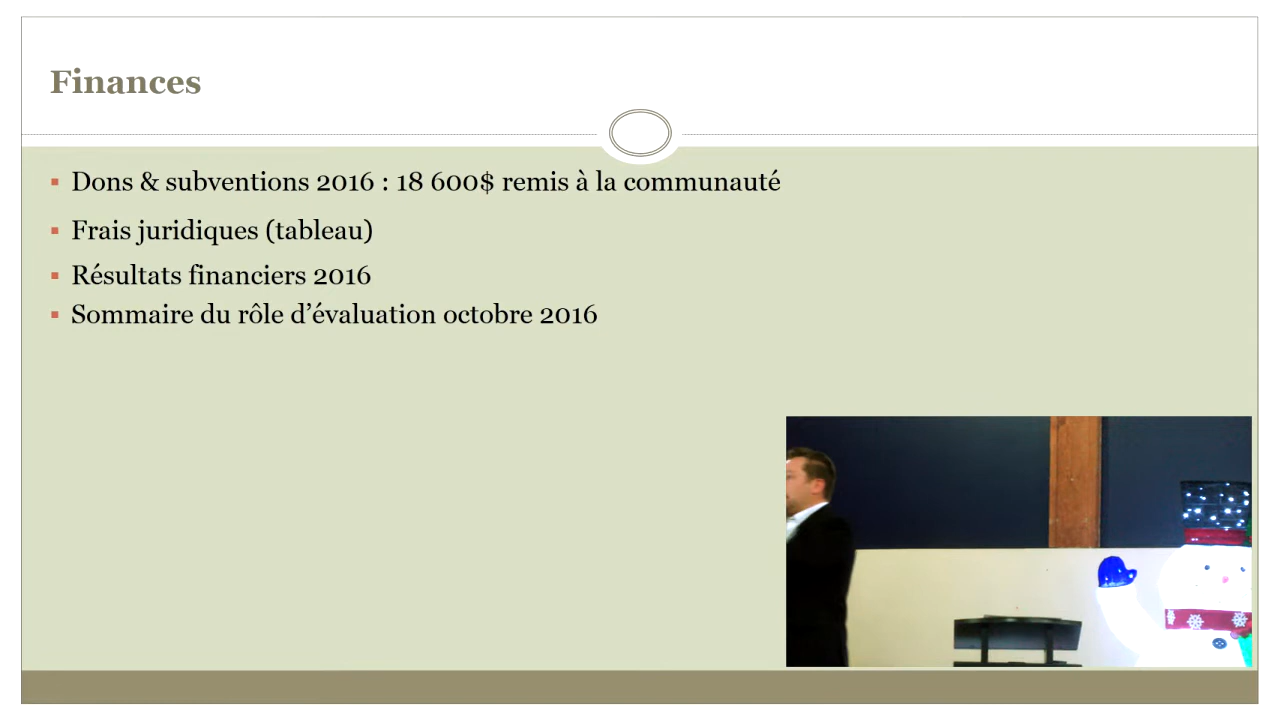 Finances
Dons & subventions 2016 : 18 600$ remis à la communauté
Frais juridiques (tableau)
Résultats financiers 2016
Sommaire du rôle d’évaluation octobre 2016